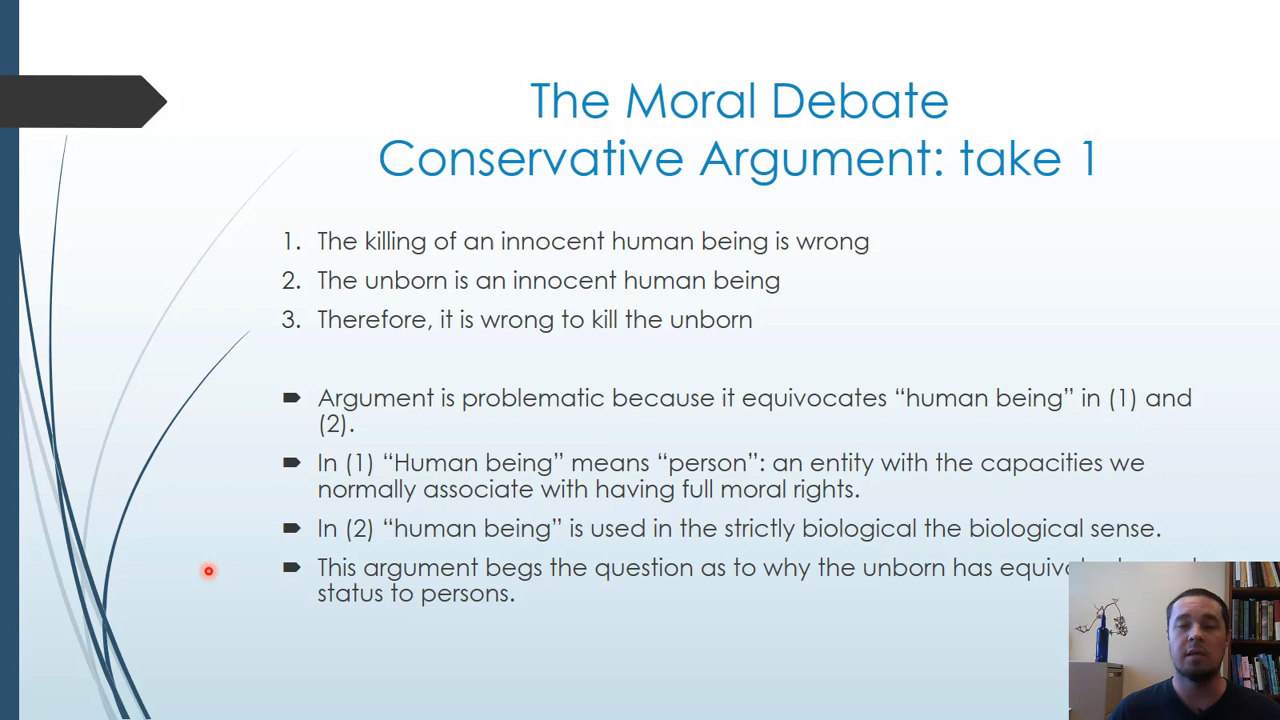 The Moral Debate
Conservative Argument: take 1
1. The killing of an innocent human being is wrong
2. The unborn is an innocent human being
3. Therefore, it is wrong to kill the unborn
Argument is problematic because it equivocates “human being” in (1) and
(2).
In (1) “Human being” means “person”: an entity with the capacities we
normally associate with having full moral rights.
In (2) “human being” is used in the strictly biological the biological sense.
This argument begs the question as to why the unborn has
status to persons.